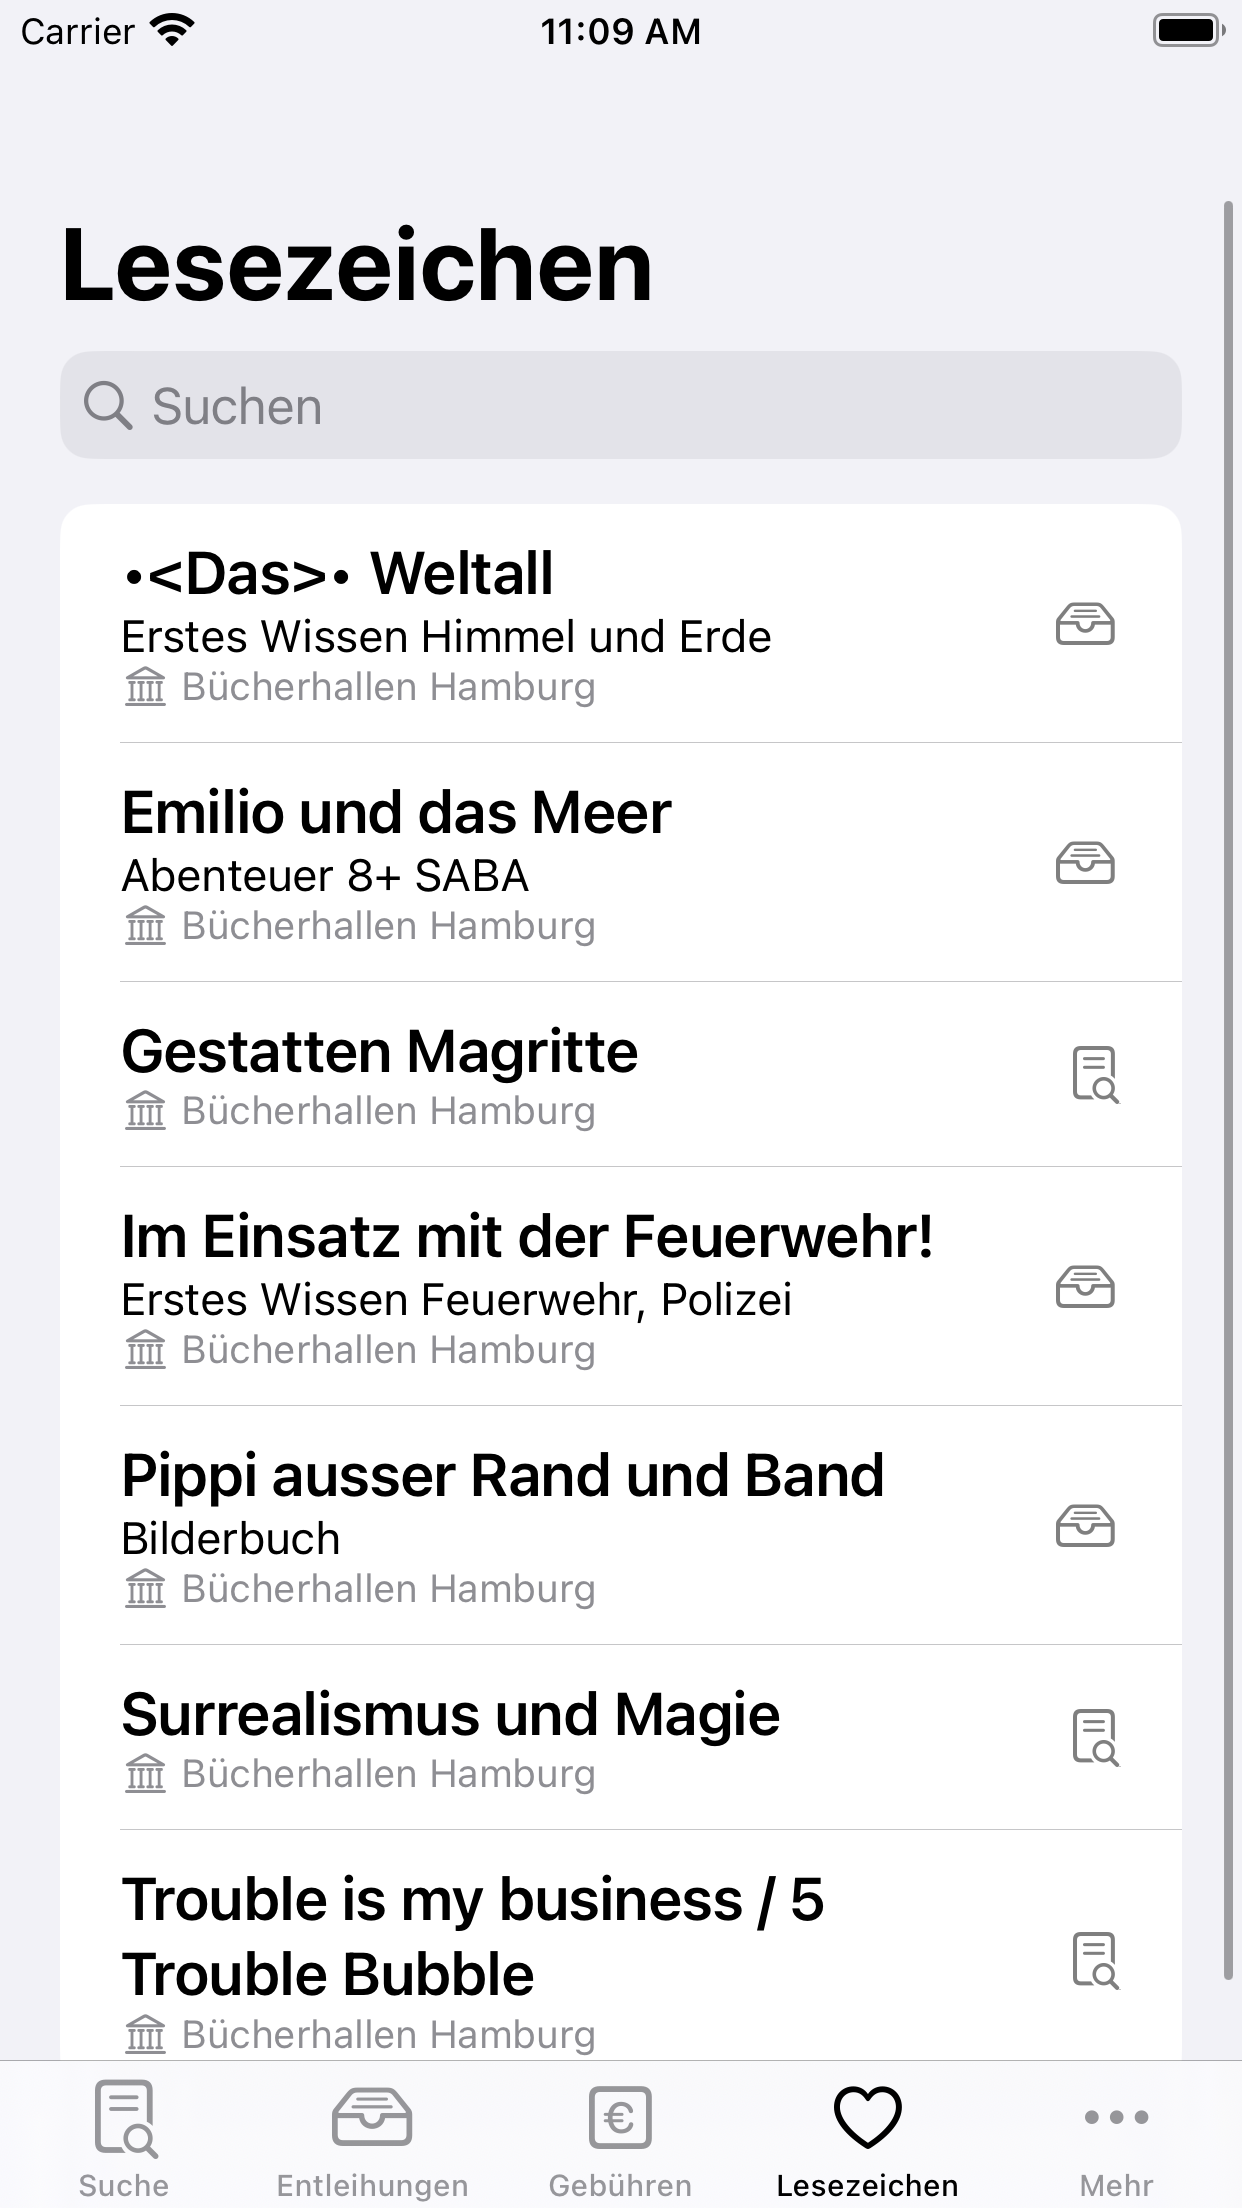 Carrier
11:09 AM
Lesezeichen
Suchen
•<Das>• Weltall
Erstes Wissen Himmel und Erde
Bücherhallen Hamburg
Emilio und das Meer
Abenteuer 8+ SABA
Bücherhallen Hamburg
Gestatten Magritte
Bücherhallen Hamburg
Im Einsatz mit der Feuerwehr!
Erstes Wissen Feuerwehr, Polizei
Bücherhallen Hamburg
Pippi ausser Rand und Band
Bilderbuch
Bücherhallen Hamburg
Surrealismus und Magie
Bücherhallen Hamburg
Trouble is my business / 5
Trouble Bubble
Bücherhallen Hamburg
€
Suche
Entleihungen
Gebühren
Lesezeichen
Mehr